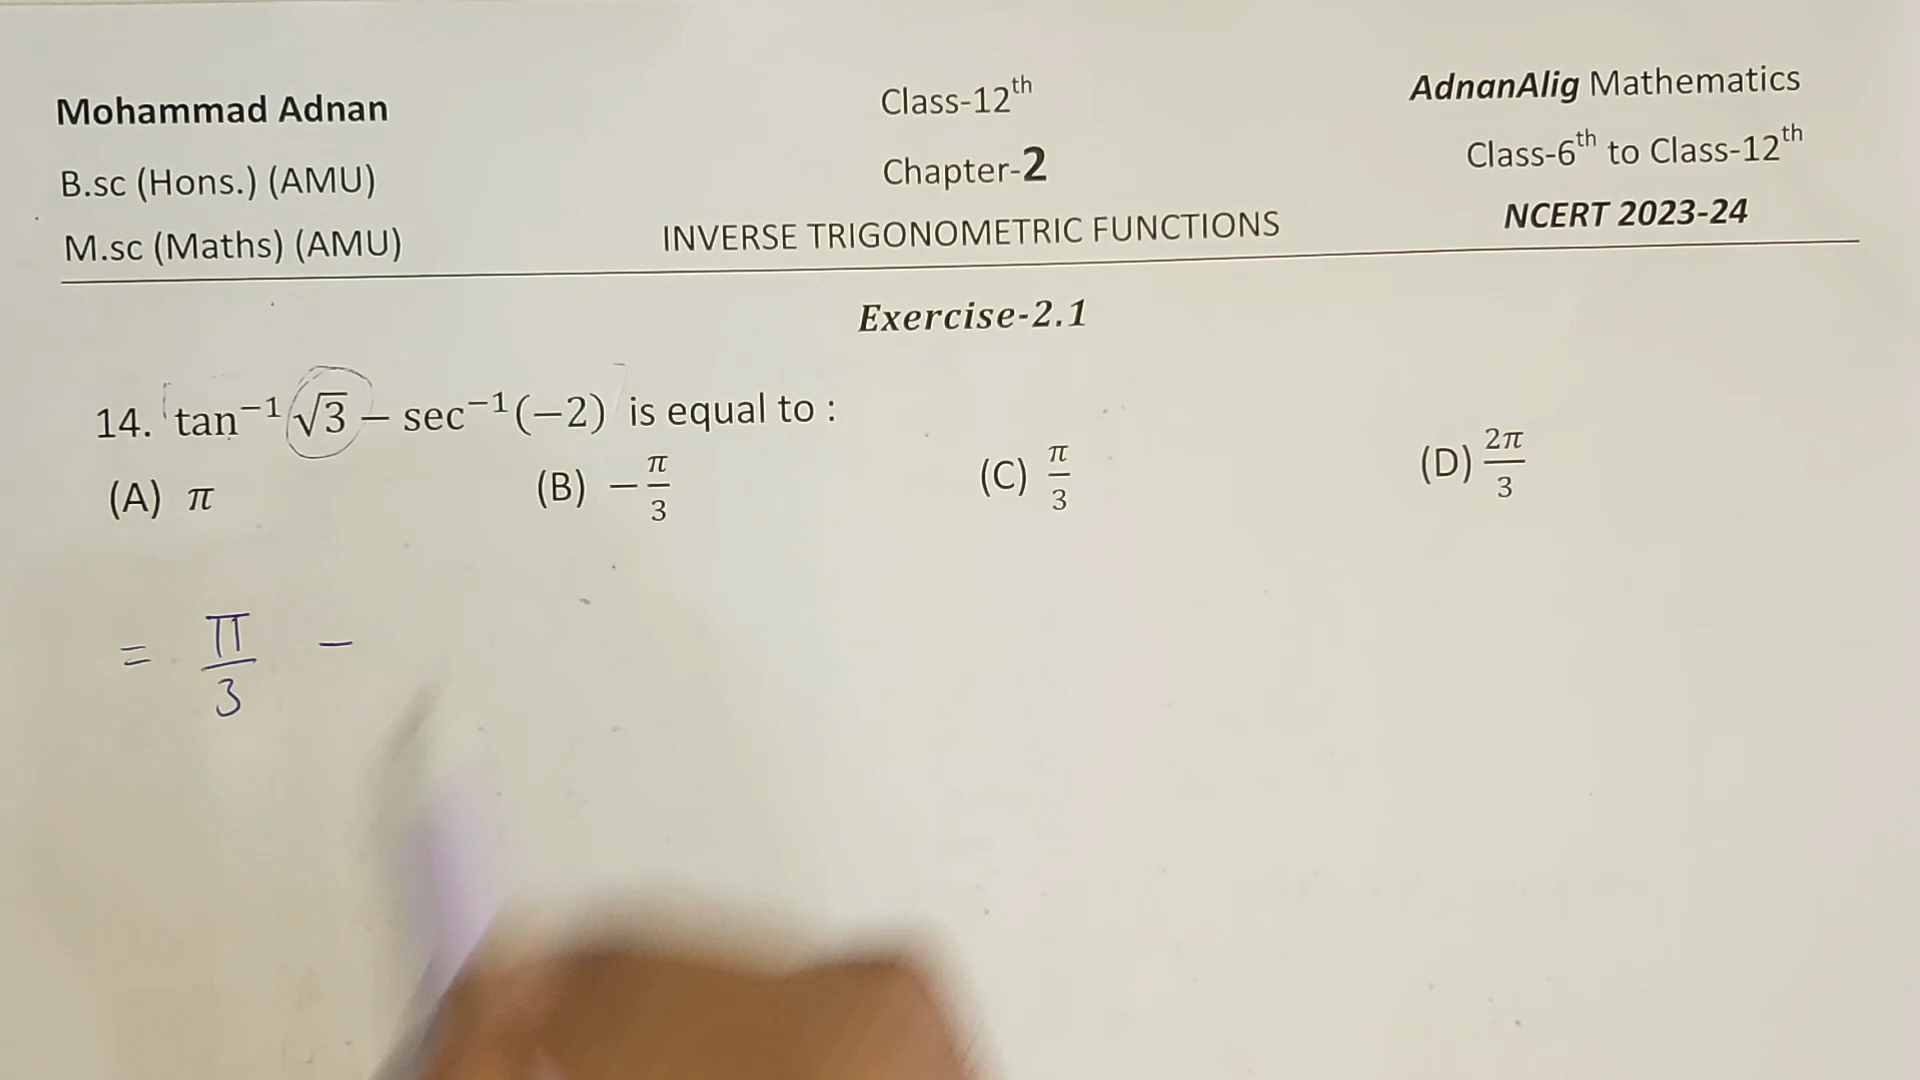 Mohammad Adnan
B.sc (Hons.) (AMU)
M.sc (Maths) (AMU)
Class-12th
Chapter-2
INVERSE TRIGONOMETRIC FUNCTIONS
AdnanAlig Mathematics
Class-6th to Class-12th
NCERT 2023-24
Exercise-2.1
14. tan⁻¹ √3 − sec⁻¹(−2) is equal to :
(A) π (B) −π/3 (C) π/3 (D) 2π/3
= π/3 −